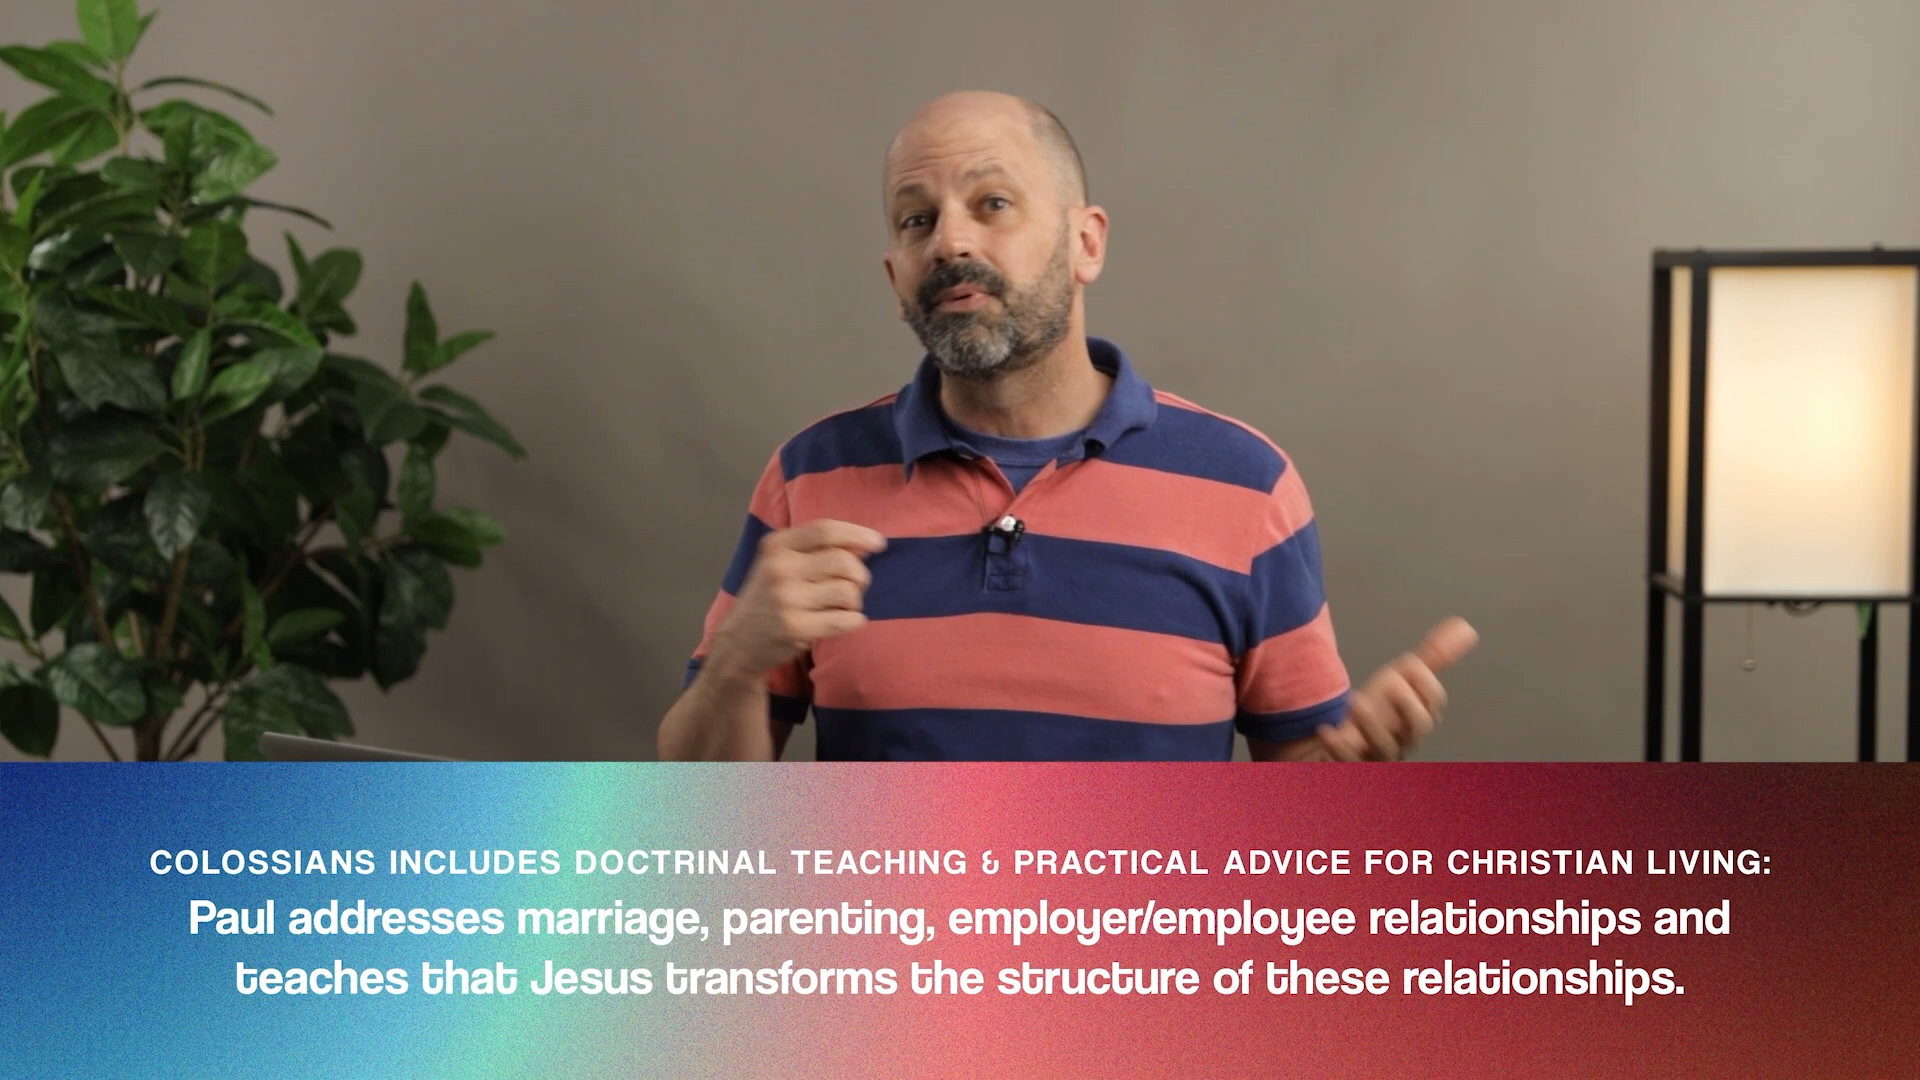 COLOSSIANS INCLUDES DOCTRINAL TEACHING & PRACTICAL ADVICE FOR CHRISTIAN LIVING:
Paul addresses marriage, parenting, employer/employee relationships and
teaches that Jesus transforms the structure of these relationships.